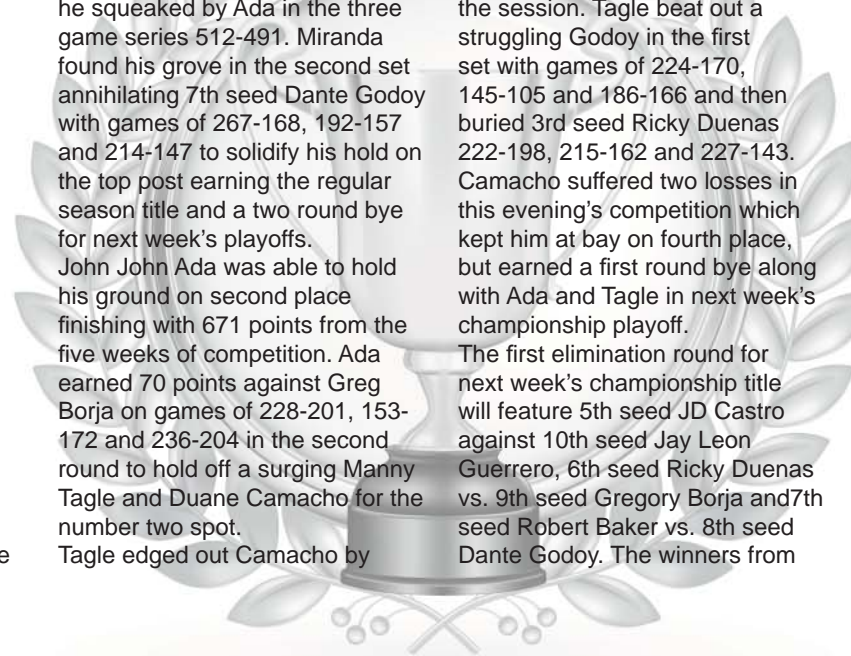 he squeaked by Ada in the three
game series 512-491. Miranda
found his grove in the second set
annihilating 7th seed Dante Godoy
with games of 267-168, 192-157
and 214-147 to solidify his hold on
the top post earning the regular
season title and a two round bye
for next week's playoffs.
John John Ada was able to hold
his ground on second place
finishing with 671 points from the
five weeks of competition. Ada
earned 70 points against Greg
Borja on games of 228-201, 153-
172 and 236-204 in the second
round to hold off a surging Manny
Tagle and Duane Camacho for the
number two spot.
e
Tagle edged out Camacho by
the session. Tagle beat out a
struggling Godoy in the first
set with games of 224-170,
145-105 and 186-166 and then
buried 3rd seed Ricky Duenas
222-198, 215-162 and 227-143.
Camacho suffered two losses in
this evening's competition which
kept him at bay on fourth place,
but earned a first round bye along
with Ada and Tagle in next week's
championship playoff.
The first elimination round for
next week's championship title
will feature 5th seed JD Castro
against 10th seed Jay Leon
Guerrero, 6th seed Ricky Duenas
vs. 9th seed Gregory Borja and7th
seed Robert Baker vs. 8th seed
Dante Godoy. The winners from